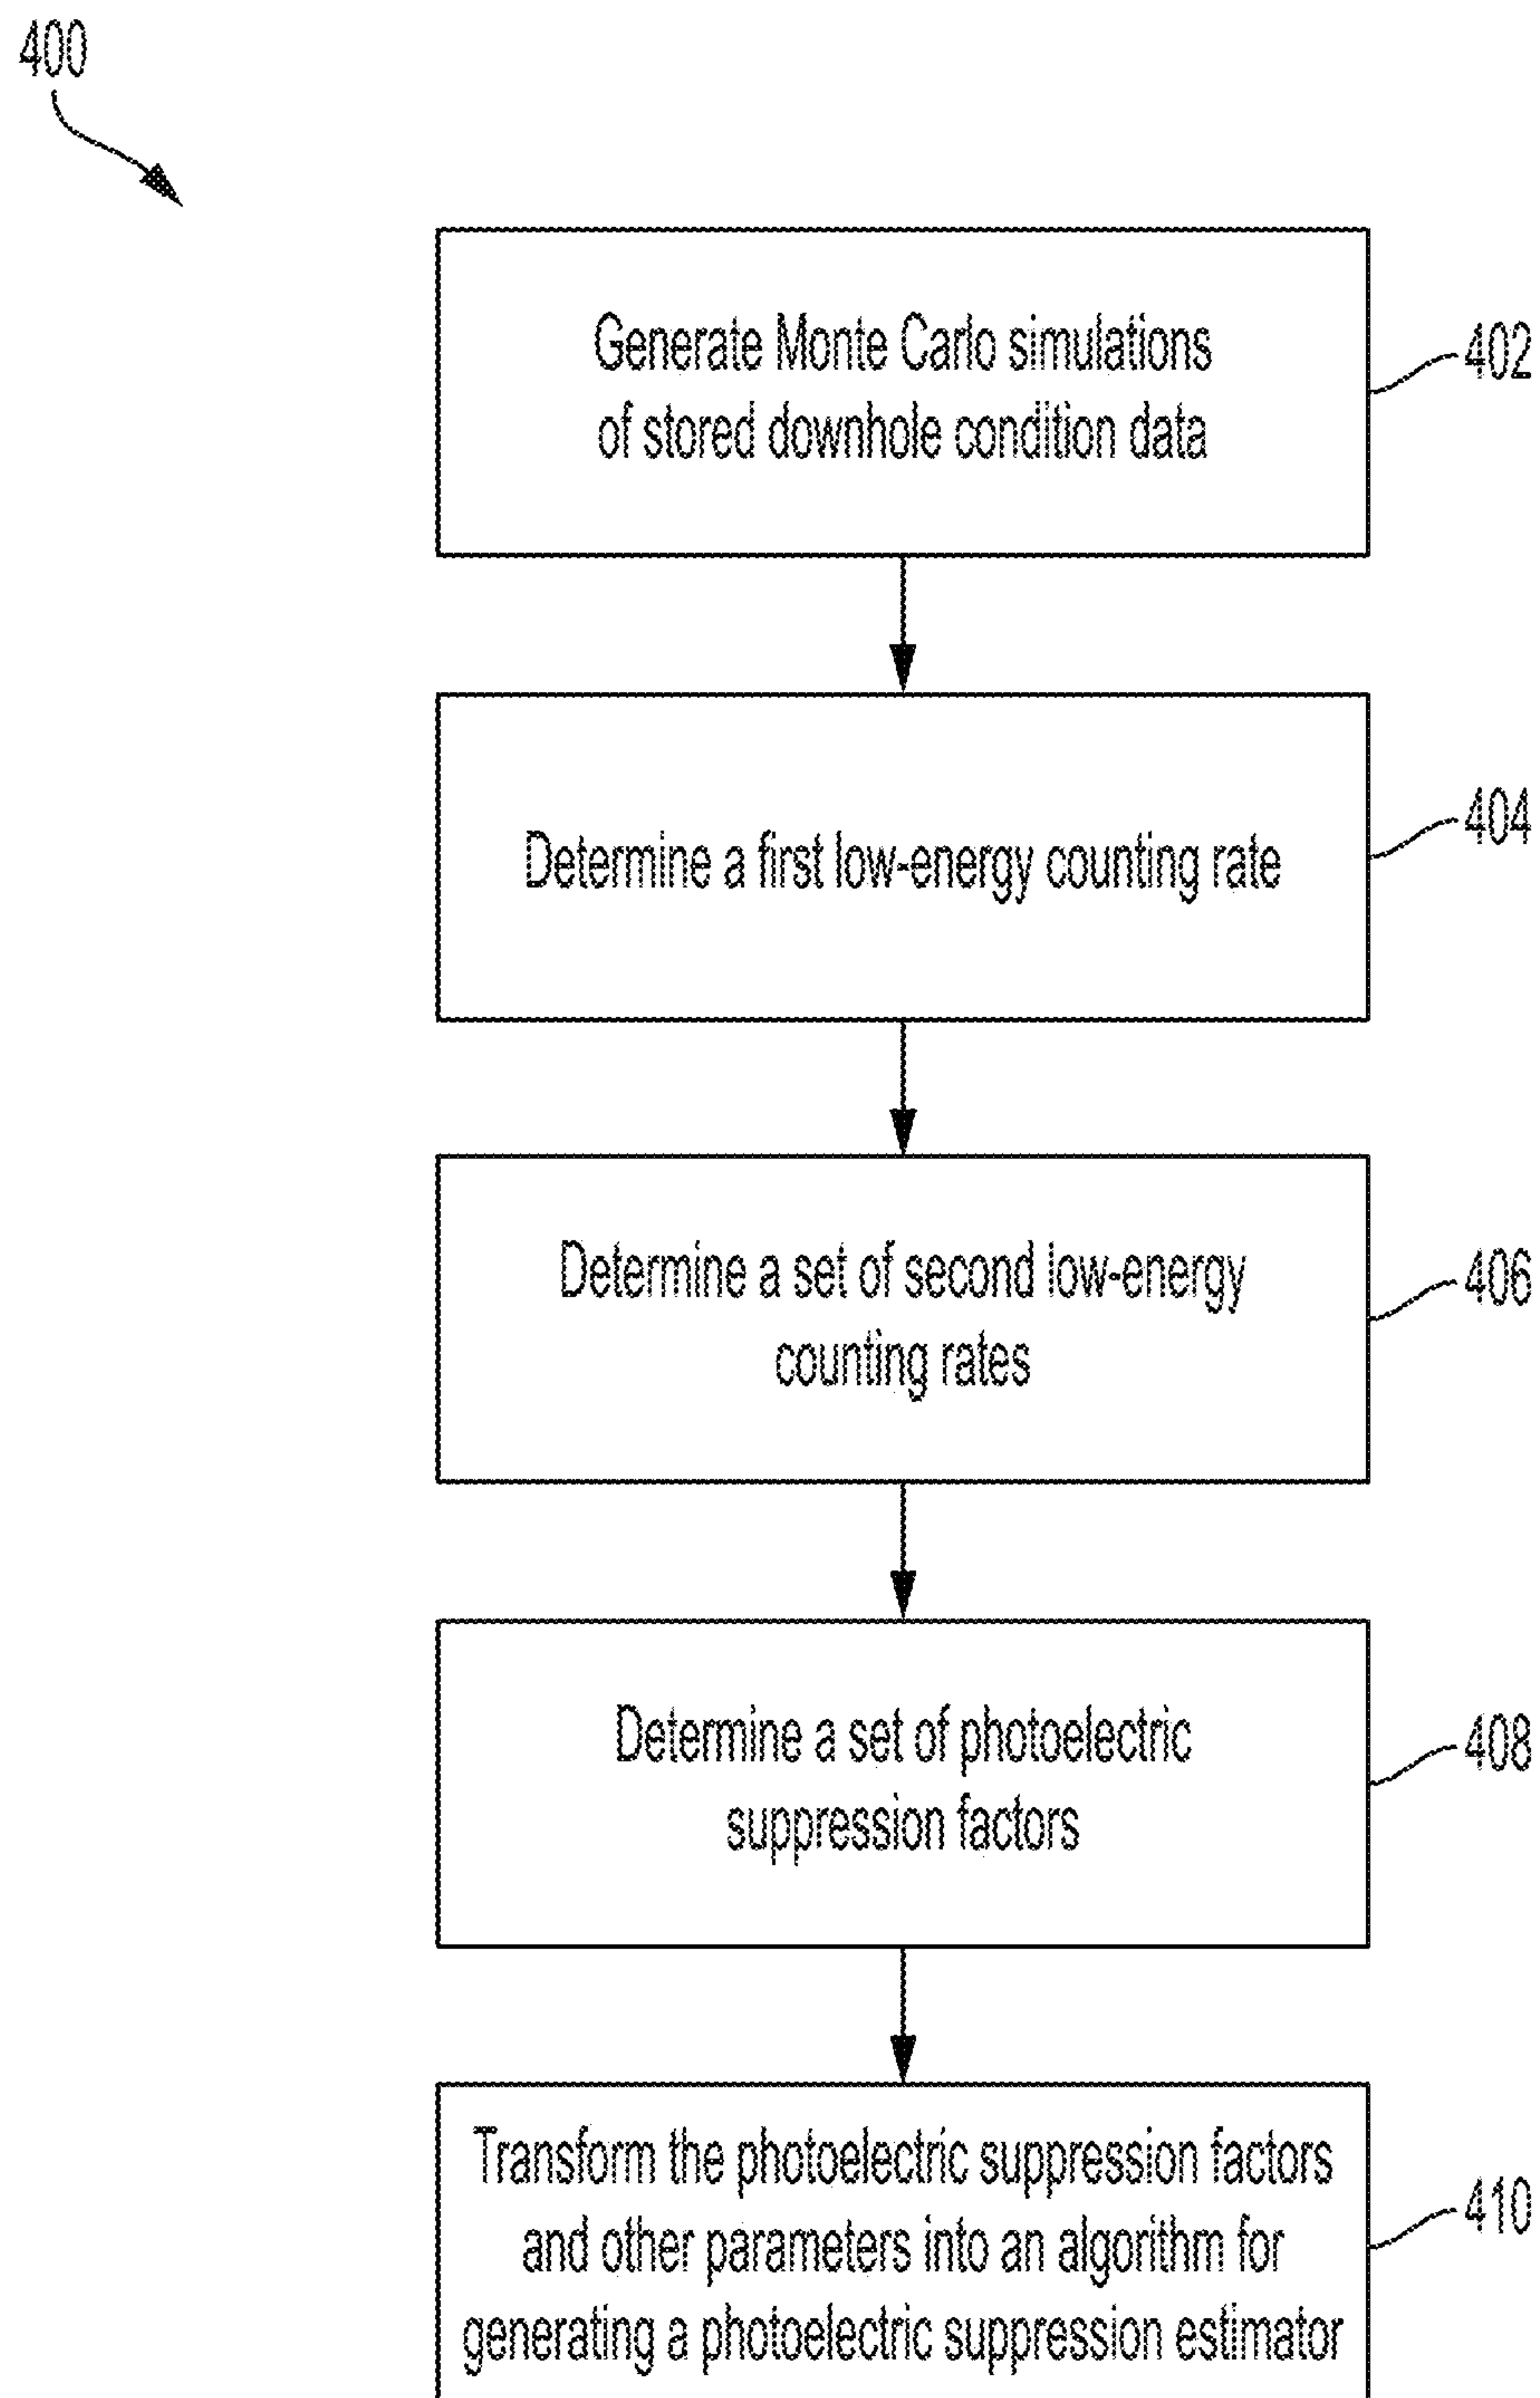 400
Generate Monte Carlo simulations
of stored downhole condition data
402
Determine a first low-energy counting rate
404
Determine a set of second low-energy
counting rates
406
Determine a set of photoelectric
suppression factors
408
Transform the photoelectric suppression factors
and other parameters into an algorithm for
generating a photoelectric suppression estimator
410